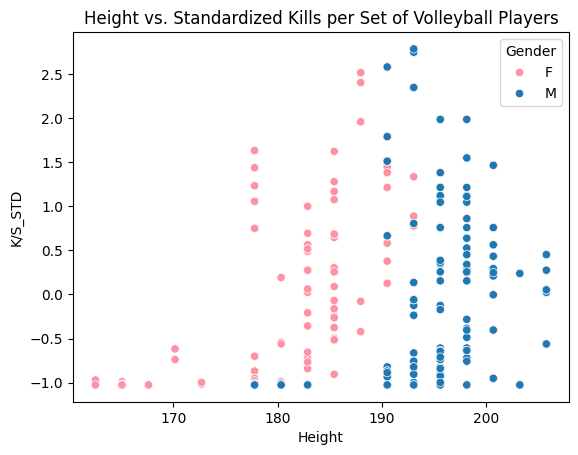 Height vs. Standardized Kills per Set of Volleyball Players
Gender
F
M
K/S_STD
2.5
2.0
1.5
1.0
0.5
0.0
−0.5
−1.0
170
180
190
200
Height